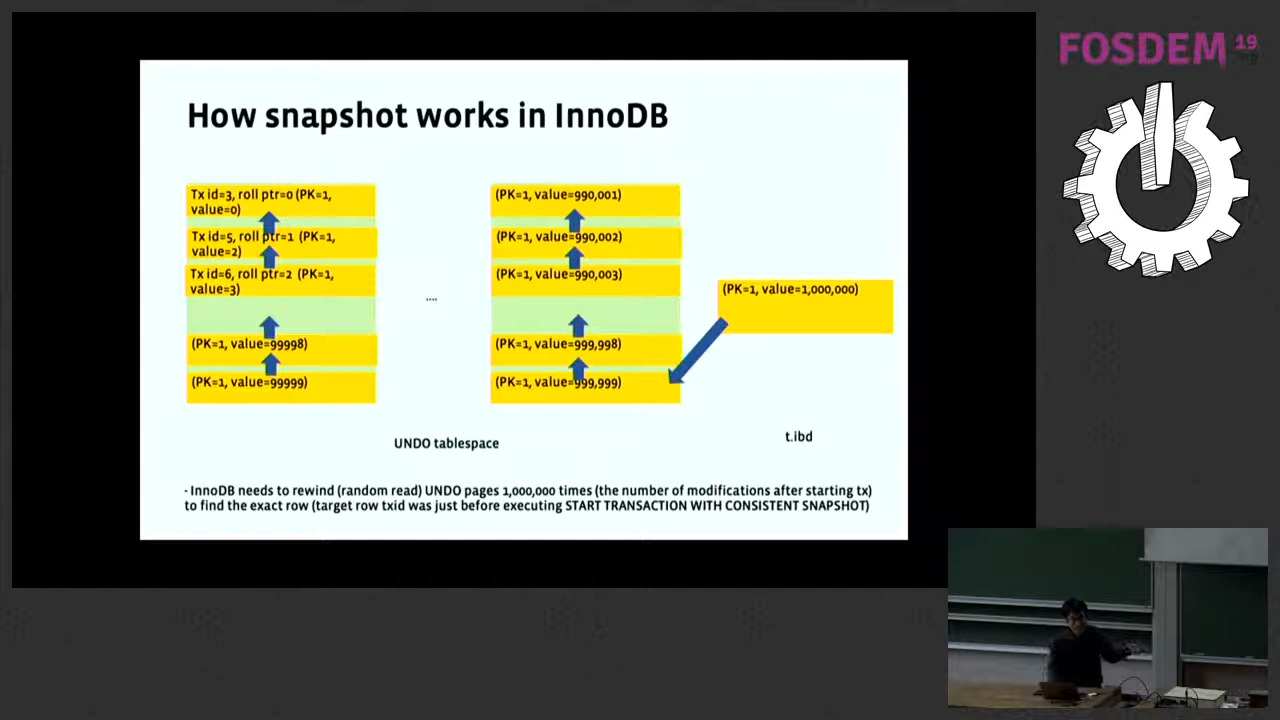 FOSDEM 19
How snapshot works in InnoDB
Tx id=3, roll ptr=0 (PK=1,
value=0)
Tx id=5, roll ptr=1 (PK=1,
value=2)
Tx id=6, roll ptr=2 (PK=1,
value=3)
(PK=1, value=99998)
(PK=1, value=99999)
....
(PK=1, value=990,001)
(PK=1, value=990,002)
(PK=1, value=990,003)
(PK=1, value=999,998)
(PK=1, value=999,999)
(PK=1, value=1,000,000)
UNDO tablespace
t.ibd
- InnoDB needs to rewind (random read) UNDO pages 1,000,000 times (the number of modifications after starting tx)
to find the exact row (target row txid was just before executing START TRANSACTION WITH CONSISTENT SNAPSHOT)